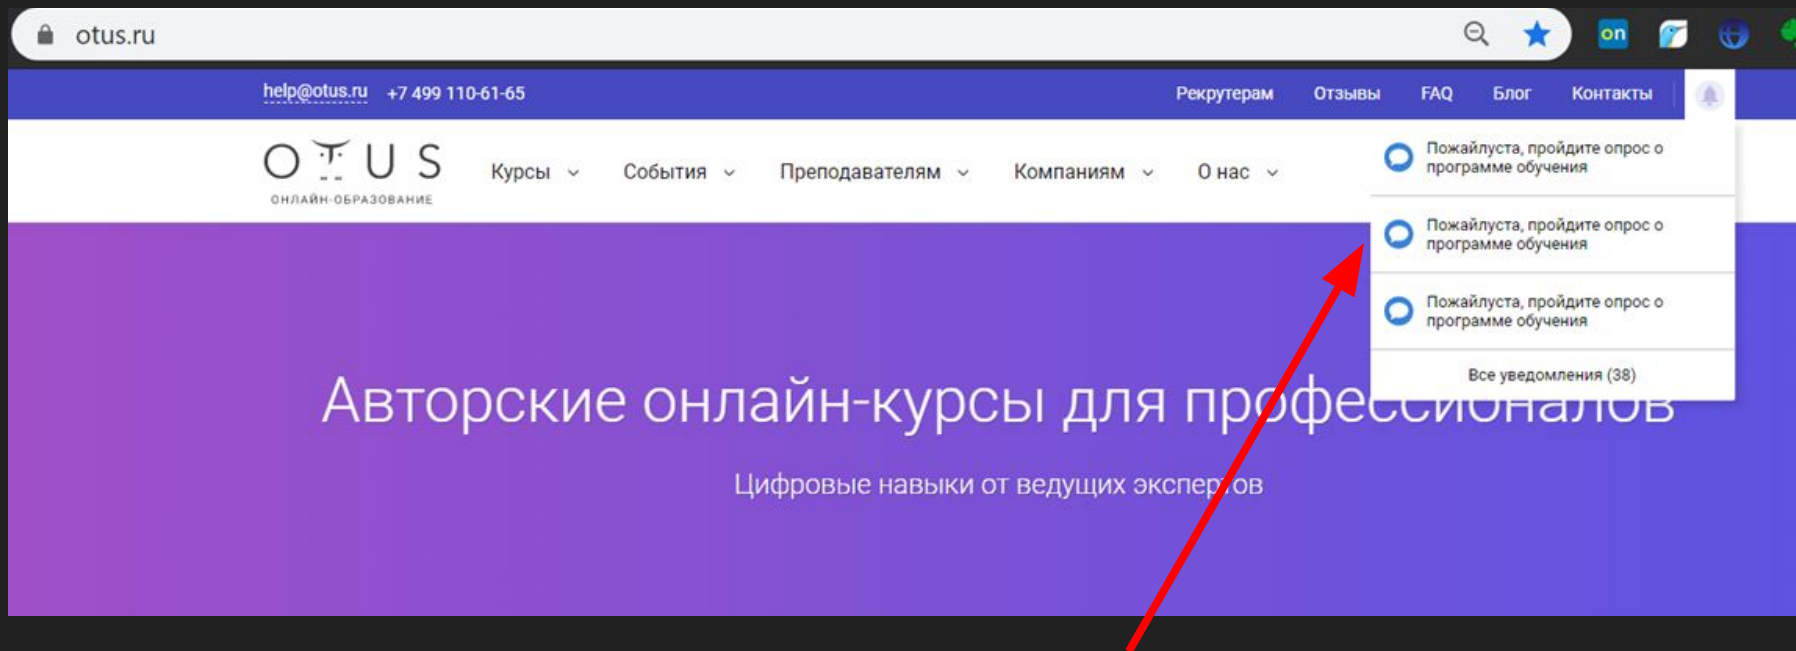 otus.ru
on
help@otus.ru +7 499 110-61-65 Рекрутерам Отзывы FAQ Блог Контакты
OTUS
ОНЛАЙН-ОБРАЗОВАНИЕ
Курсы События Преподавателям Компаниям О нас
Пожайлуста, пройдите опрос о
программе обучения
Пожайлуста, пройдите опрос о
программе обучения
Пожайлуста, пройдите опрос о
программе обучения
Все уведомления (38)
Авторские онлайн-курсы для профессионалов
Цифровые навыки от ведущих экспертов